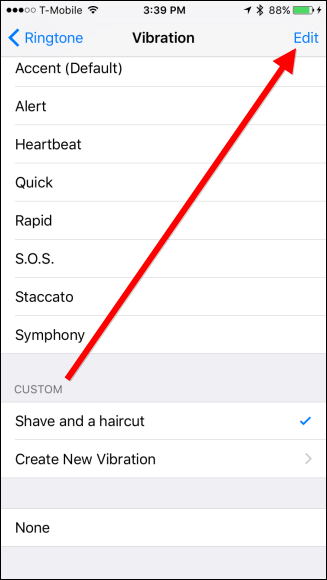 T-Mobile 3:39 PM 88%
Ringtone Vibration Edit
Accent (Default)
Alert
Heartbeat
Quick
Rapid
S.O.S.
Staccato
Symphony
CUSTOM
Shave and a haircut
Create New Vibration
None